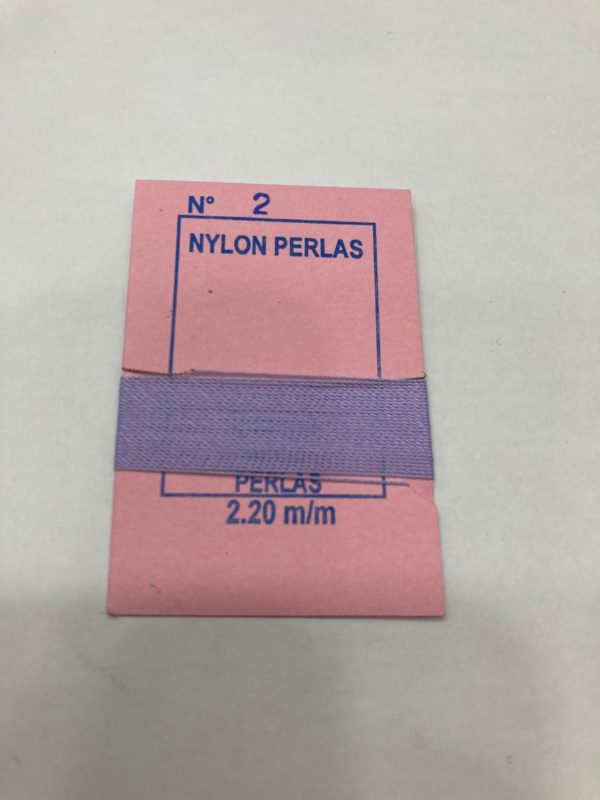 N° 2
NYLON PERLAS
PERLAS
2.20 m/m